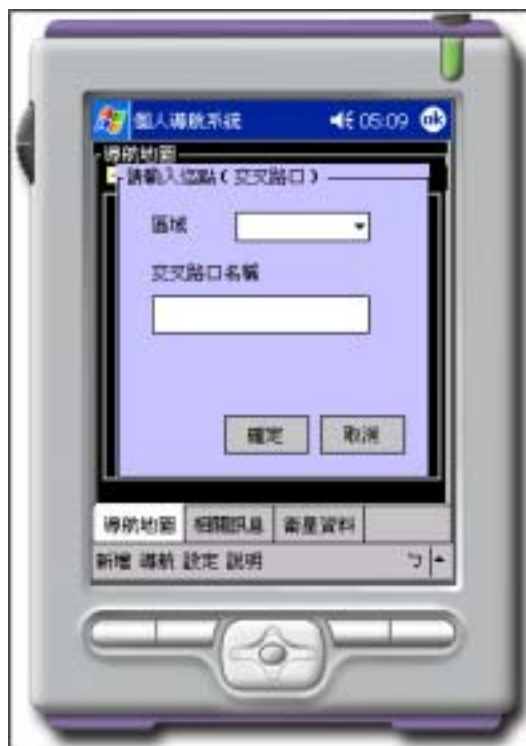 個人導航系統 05:09 ok
導航地圖
請輸入迄點(交叉路口)
區域
交叉路口名稱
確定 取消
導航地圖 相關訊息 衛星資料
新增 導航 設定 說明 ㄅ